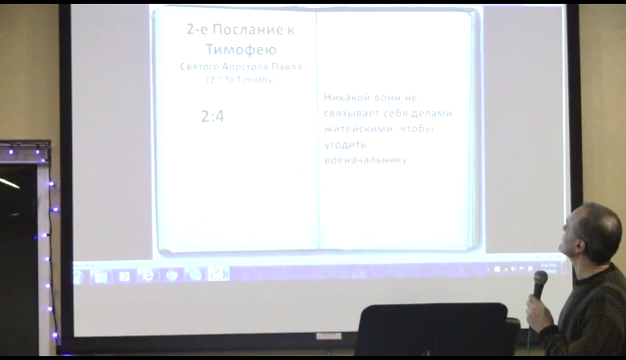 2-е Послание к
Тимофею
Святого Апостола Павла
(2nd To Timothy)
2:4
Никакой воин не
связывает себя делами
житейскими, чтобы
угодить
военачальнику